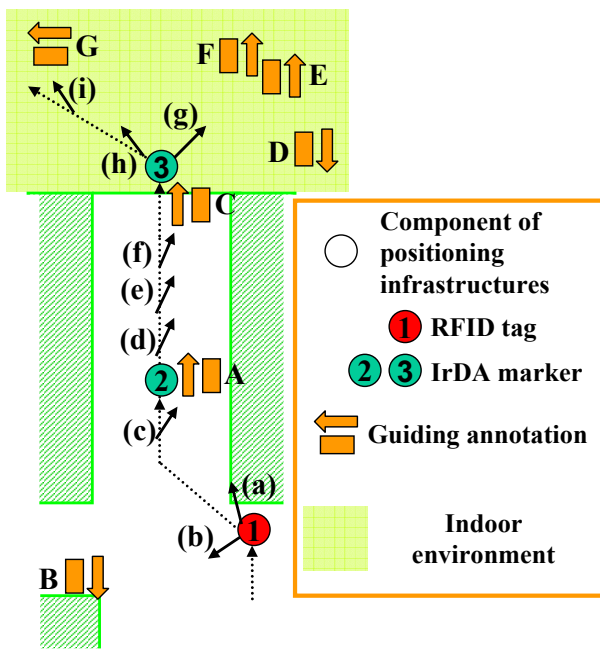 G
F
E
(i)
(g)
D
(h)
3
C
(f)
(e)
(d)
2
A
(c)
(a)
(b)
1
B
Component of
positioning
infrastructures
1 RFID tag
2 3 IrDA marker
Guiding annotation
Indoor
environment